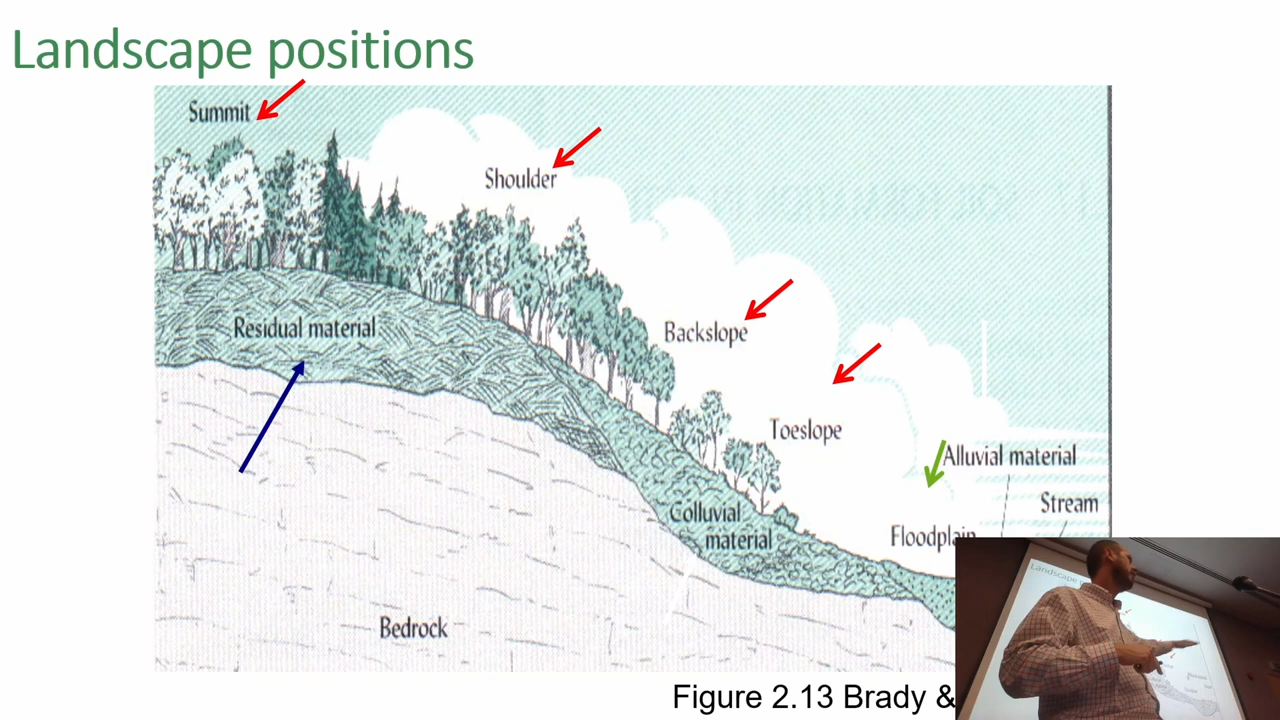 Landscape positions
Summit
Shoulder
Residual material
Backslope
Toeslope
Alluvial material
Stream
Colluvial
material
Floodplain
Bedrock
Figure 2.13 Brady &